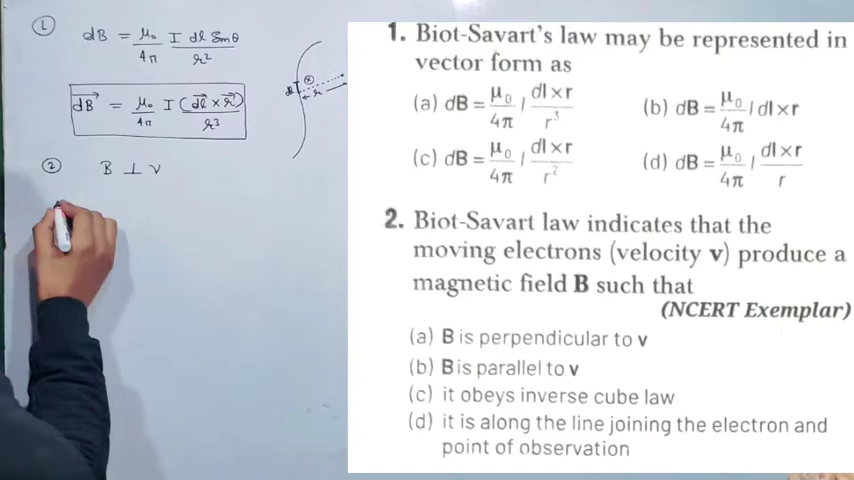 ① dB = μ₀/4π I dl Sinθ/r²
dB⃗ = μ₀/4π I (dl⃗ × r⃗)/r³
dl
r
② B ⊥ v
1. Biot-Savart's law may be represented in
vector form as
(a) dB = μ₀/4π I dl×r/r³
(b) dB = μ₀/4π I dl×r
(c) dB = μ₀/4π I dl×r/r²
(d) dB = μ₀/4π I dl×r/r
2. Biot-Savart law indicates that the
moving electrons (velocity v) produce a
magnetic field B such that
(NCERT Exemplar)
(a) B is perpendicular to v
(b) B is parallel to v
(c) it obeys inverse cube law
(d) it is along the line joining the electron and
point of observation